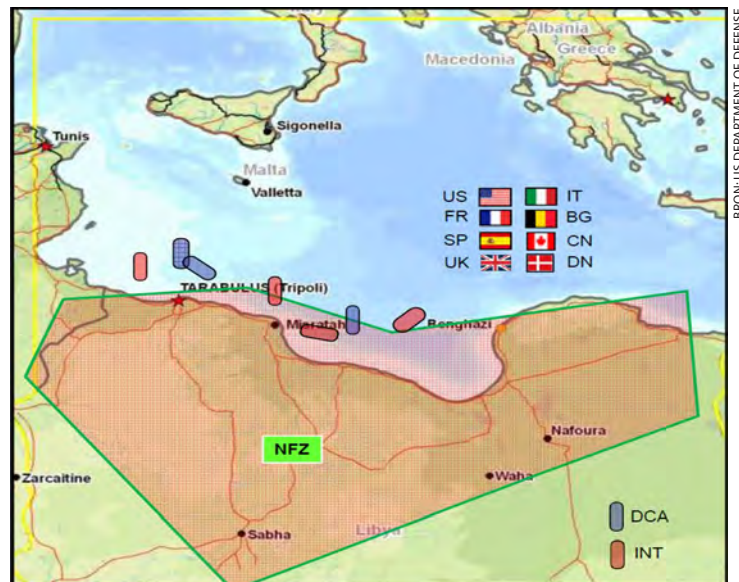 Italy
Albania
Greece
Macedonia
Tunis
Sigonella
Malta
Valletta
US IT
FR BG
SP CN
UK DN
TARABULUS (Tripoli)
Misratah
Benghazi
NFZ
Nafoura
Zarcaitine
Waha
DCA
Sabha
Libya
INT
BRON: US DEPARTMENT OF DEFENSE